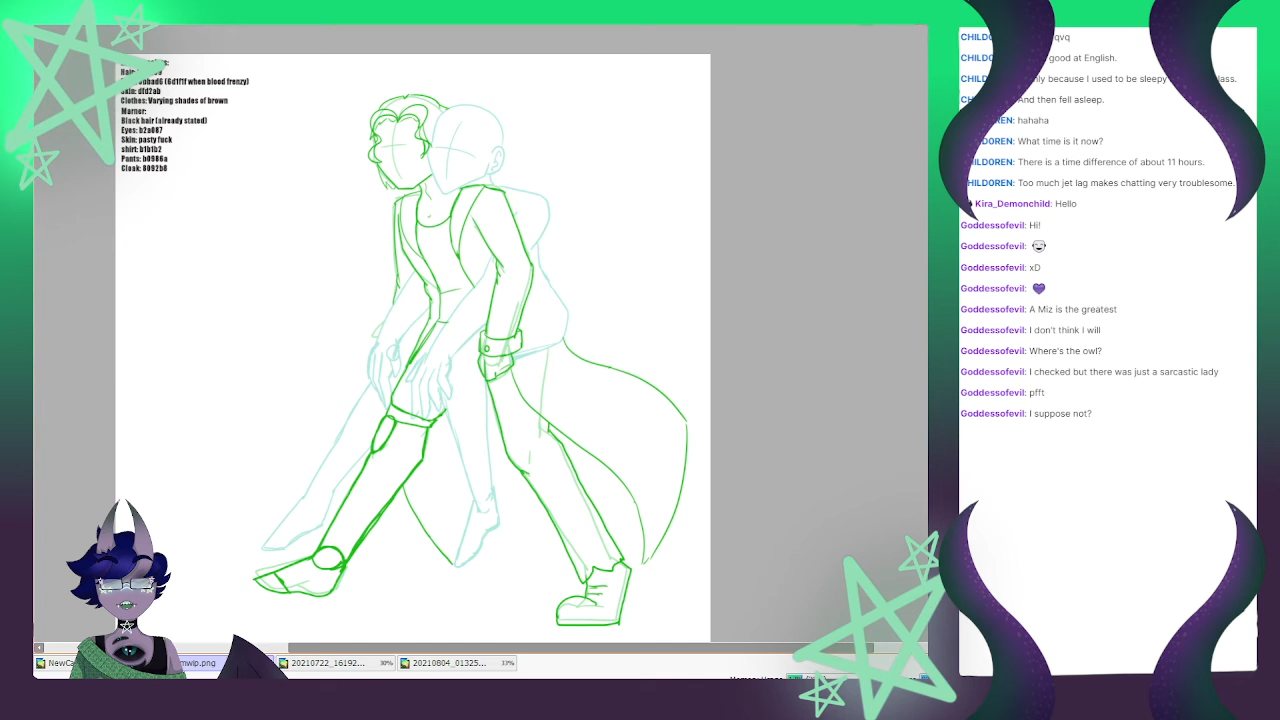 Hair:
(6d1f1f when blood frenzy)
Skin: dfd2ab
Clothes: Varying shades of brown
Marner:
Black hair (already stated)
Eyes: b2a087
Skin: pasty fuck
shirt: b1b1b2
Pants: b0986a
Cloak: 8092b8
qvq
good at English.
because I used to be sleepy
And then fell asleep.
hahaha
What time is it now?
There is a time difference of about 11 hours.
Too much jet lag makes chatting very troublesome.
Kira_Demonchild: Hello
Goddessofevil: Hi!
Goddessofevil:
Goddessofevil: xD
Goddessofevil:
Goddessofevil: A Miz is the greatest
Goddessofevil: I don't think I will
Goddessofevil: Where's the owl?
Goddessofevil: I checked but there was just a sarcastic lady
Goddessofevil: pfft
Goddessofevil: I suppose not?
20210722_16192... 30%
20210804_01325... 33%